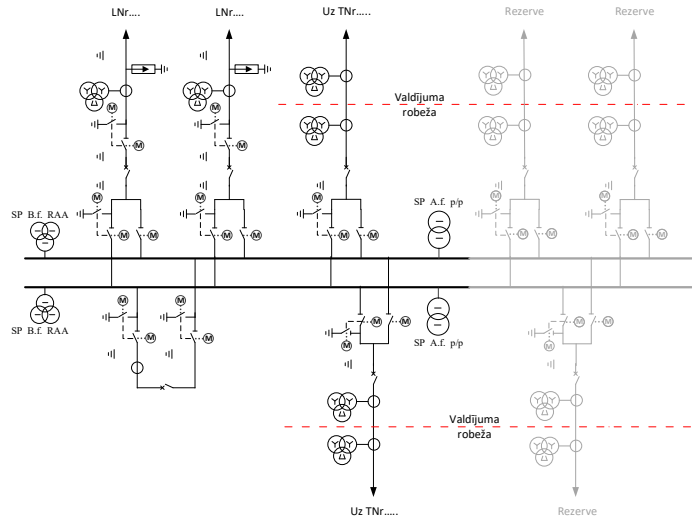 LNr.... LNr.... Uz TNr..... Rezerve Rezerve
Valdījuma
robeža
M M M M M
M M
M M M M M
SP B.f. RAA SP A.f. p/p
M M M M M M M M M M
M M
M M M M
SP B.f. RAA SP A.f. p/p
M M M M
Valdījuma
robeža
Uz TNr..... Rezerve